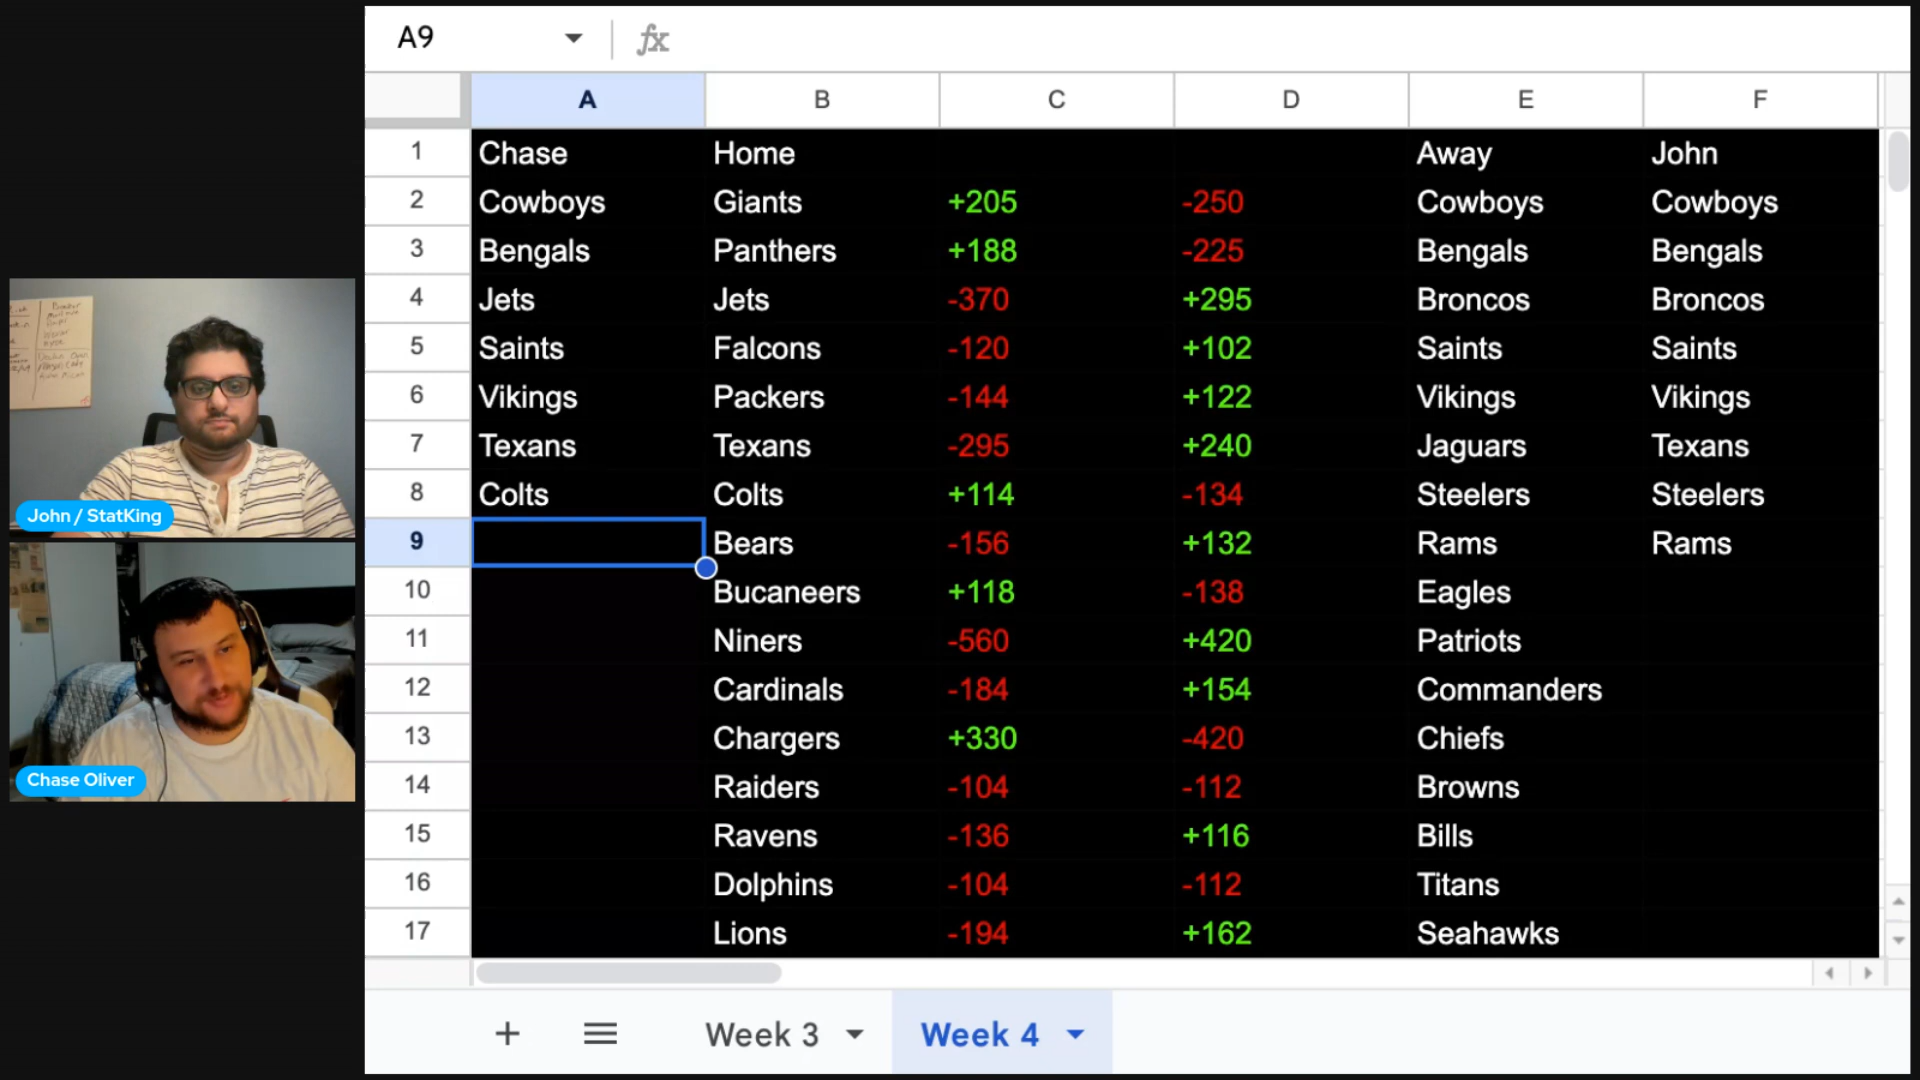 A9 fx
A B C D E F
1 Chase Home Away John
2 Cowboys Giants +205 -250 Cowboys Cowboys
3 Bengals Panthers +188 -225 Bengals Bengals
4 Jets Jets -370 +295 Broncos Broncos
5 Saints Falcons -120 +102 Saints Saints
6 Vikings Packers -144 +122 Vikings Vikings
7 Texans Texans -295 +240 Jaguars Texans
8 Colts Colts +114 -134 Steelers Steelers
9 Bears -156 +132 Rams Rams
10 Bucaneers +118 -138 Eagles
11 Niners -560 +420 Patriots
12 Cardinals -184 +154 Commanders
13 Chargers +330 -420 Chiefs
14 Raiders -104 -112 Browns
15 Ravens -136 +116 Bills
16 Dolphins -104 -112 Titans
17 Lions -194 +162 Seahawks
+ Week 3 Week 4
John / StatKing
Chase Oliver